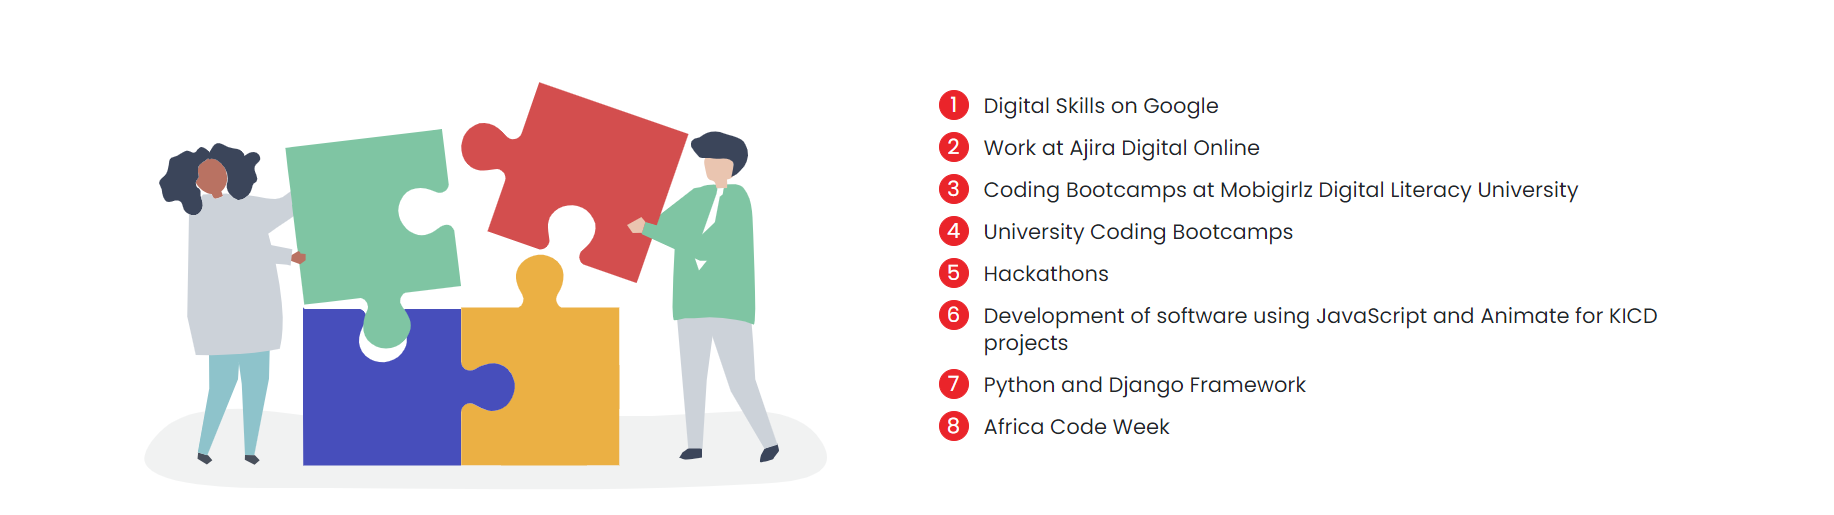 1 Digital Skills on Google
2 Work at Ajira Digital Online
3 Coding Bootcamps at Mobigirlz Digital Literacy University
4 University Coding Bootcamps
5 Hackathons
6 Development of software using JavaScript and Animate for KICD
projects
7 Python and Django Framework
8 Africa Code Week